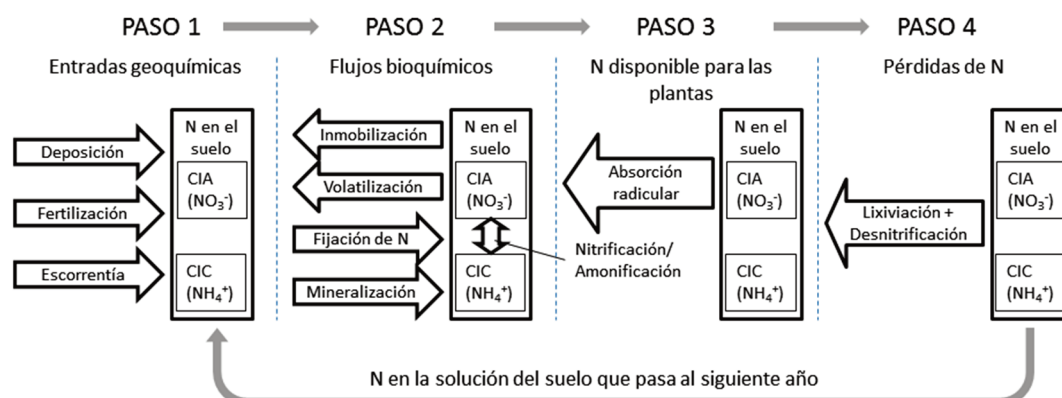 PASO 1
PASO 2
PASO 3
PASO 4
Entradas geoquímicas
Flujos bioquímicos
N disponible para las
plantas
Pérdidas de N
Deposición
Fertilización
Escorrentía
N en el
suelo
CIA
(NO₃⁻)
CIC
(NH₄⁺)
Inmobilización
Volatilización
Fijación de N
Mineralización
N en el
suelo
CIA
(NO₃⁻)
CIC
(NH₄⁺)
Nitrificación/
Amonificación
Absorción
radicular
N en el
suelo
CIA
(NO₃⁻)
CIC
(NH₄⁺)
Lixiviación +
Desnitrificación
N en el
suelo
CIA
(NO₃⁻)
CIC
(NH₄⁺)
N en la solución del suelo que pasa al siguiente año